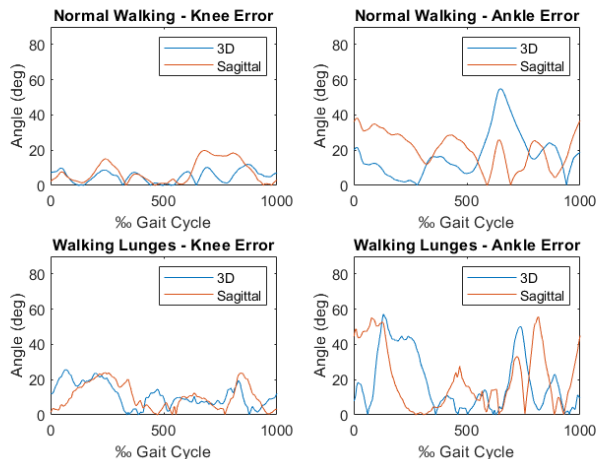 Normal Walking - Knee Error
3D
Sagittal
Angle (deg)
80
60
40
20
0
0 500 1000
‰ Gait Cycle
Normal Walking - Ankle Error
3D
Sagittal
Angle (deg)
80
60
40
20
0
0 500 1000
‰ Gait Cycle
Walking Lunges - Knee Error
3D
Sagittal
Angle (deg)
80
60
40
20
0
0 500 1000
‰ Gait Cycle
Walking Lunges - Ankle Error
3D
Sagittal
Angle (deg)
80
60
40
20
0
0 500 1000
‰ Gait Cycle